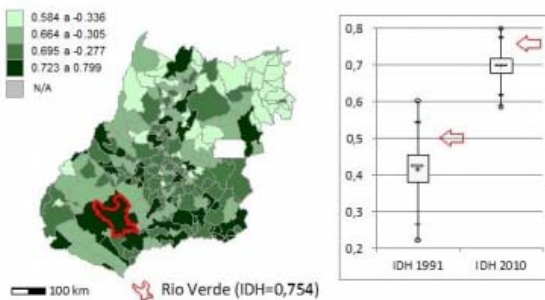 0.584 a -0.336
0.664 a -0.305
0.695 a -0.277
0.723 a 0.799
N/A
100 km
Rio Verde (IDH=0,754)
0,8
0,7
0,6
0,5
0,4
0,3
0,2
IDH 1991
IDH 2010